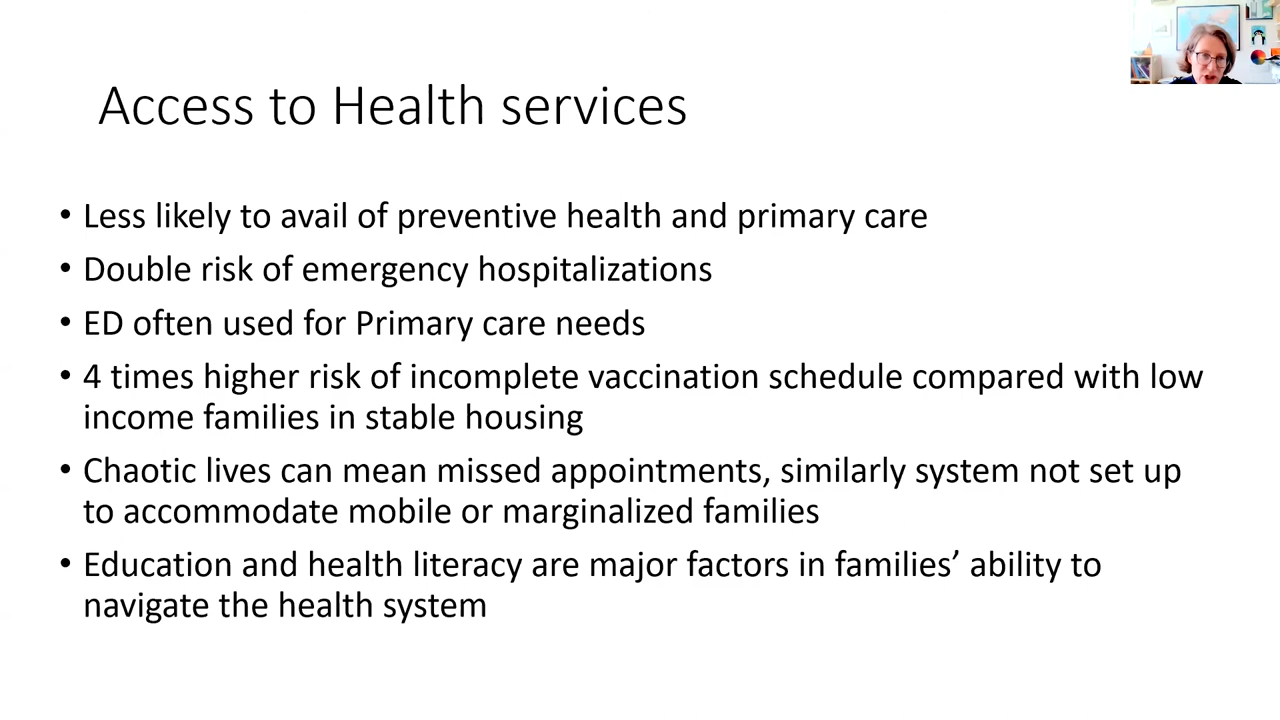 Access to Health services
• Less likely to avail of preventive health and primary care
• Double risk of emergency hospitalizations
• ED often used for Primary care needs
• 4 times higher risk of incomplete vaccination schedule compared with low
income families in stable housing
• Chaotic lives can mean missed appointments, similarly system not set up
to accommodate mobile or marginalized families
• Education and health literacy are major factors in families’ ability to
navigate the health system